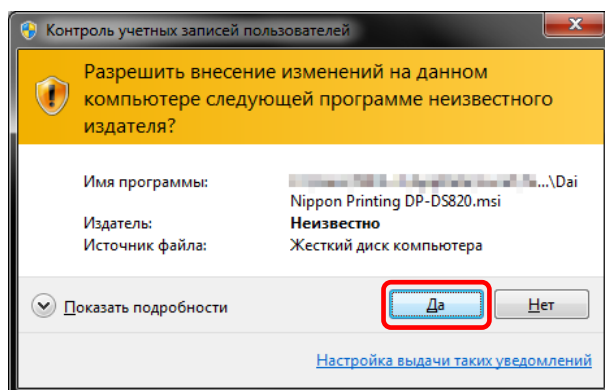 Контроль учетных записей пользователей
Разрешить внесение изменений на данном
компьютере следующей программе неизвестного
издателя?
Имя программы: ...\Dai
Nippon Printing DP-DS820.msi
Издатель: Неизвестно
Источник файла: Жесткий диск компьютера
Показать подробности Да Нет
Настройка выдачи таких уведомлений